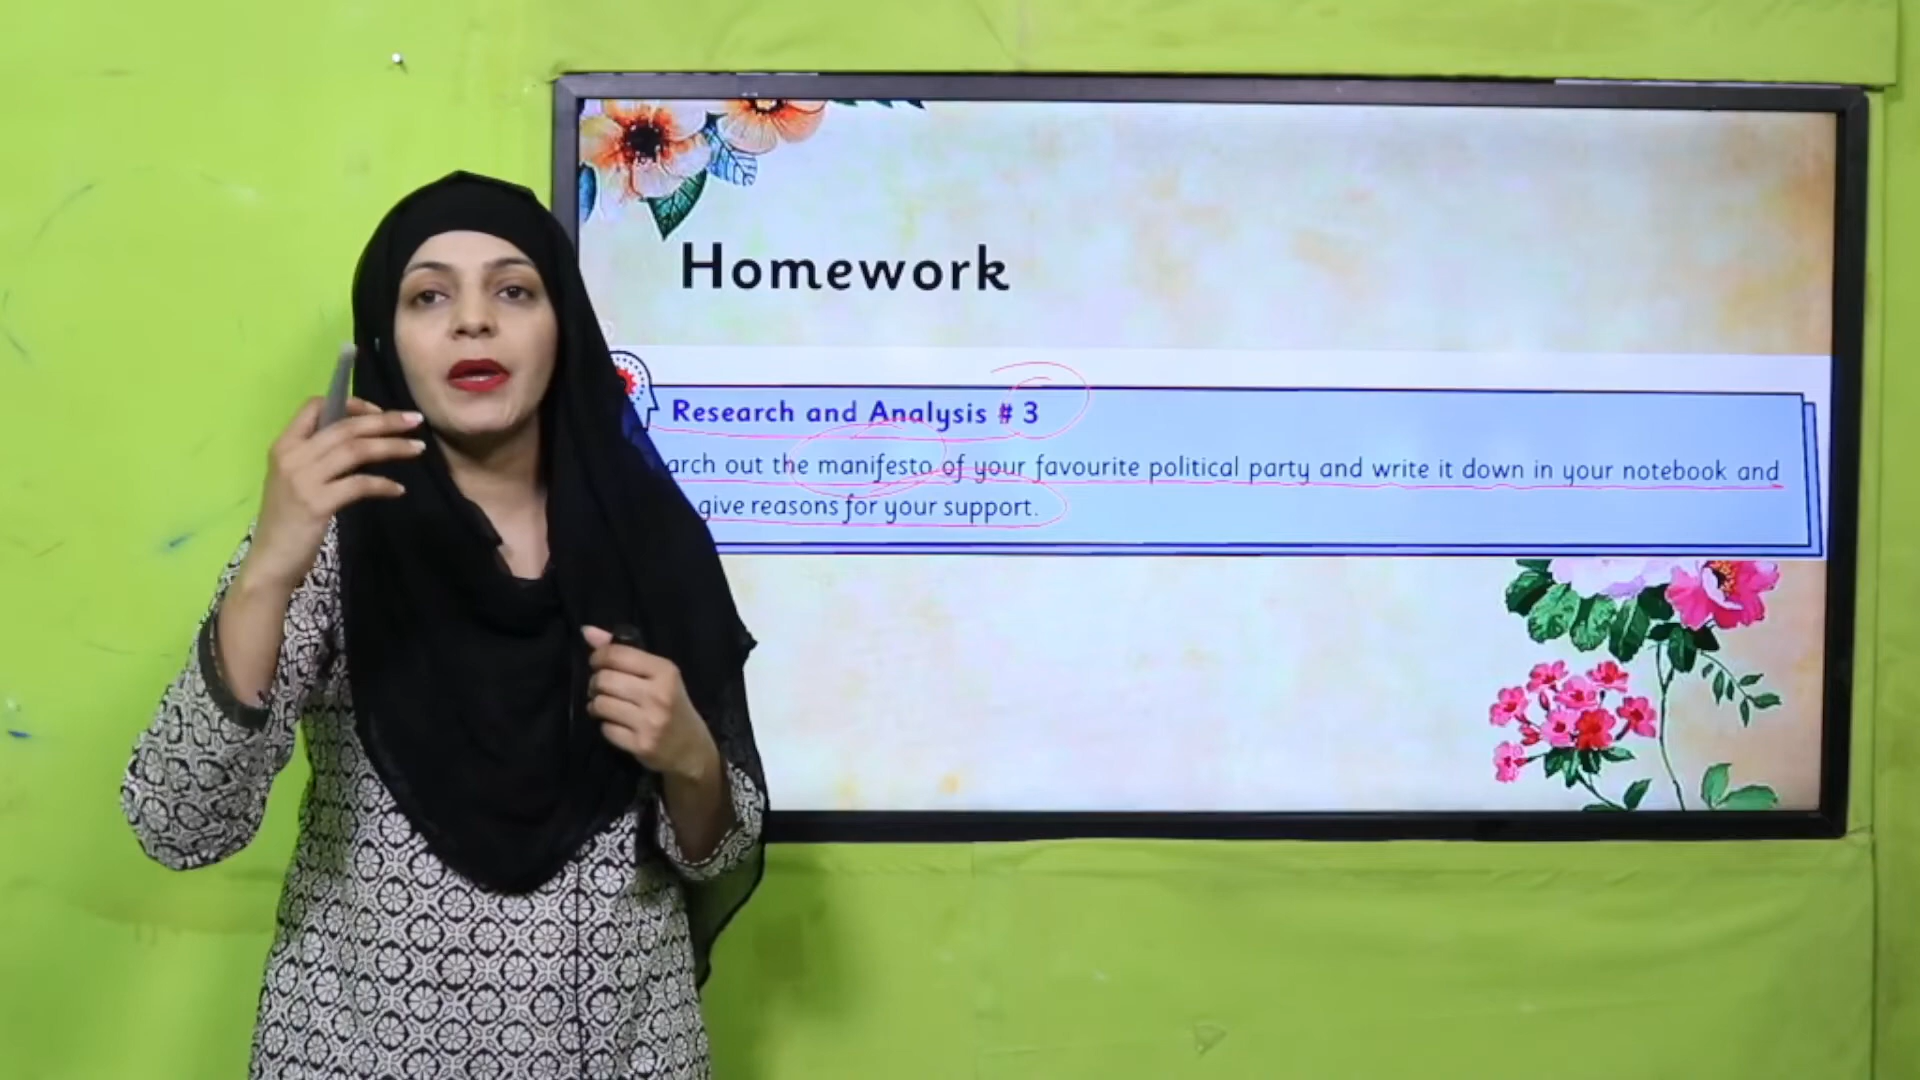 Homework
Research and Analysis # 3
arch out the manifesto of your favourite political party and write it down in your notebook and
give reasons for your support.